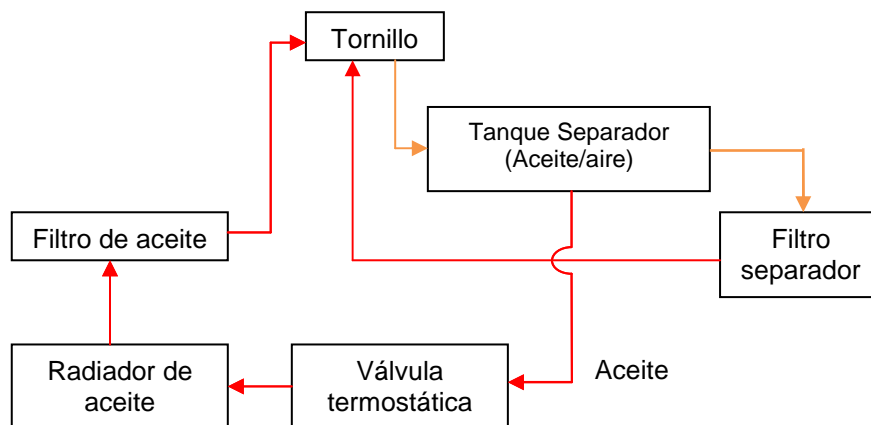 Tornillo
Tanque Separador
(Aceite/aire)
Filtro de aceite
Filtro
separador
Radiador de
aceite
Válvula
termostática
Aceite